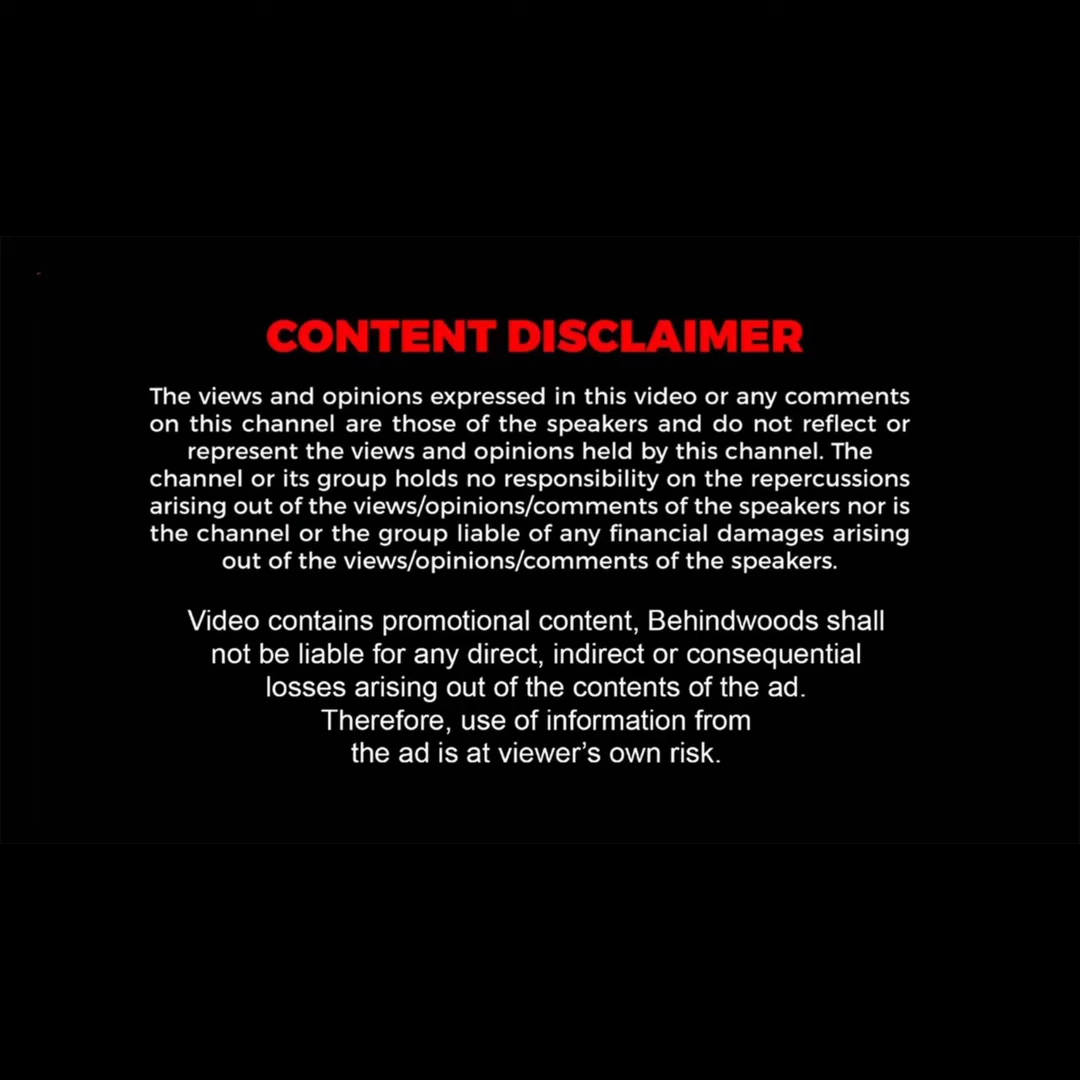 CONTENT DISCLAIMER
The views and opinions expressed in this video or any comments
on this channel are those of the speakers and do not reflect or
represent the views and opinions held by this channel. The
channel or its group holds no responsibility on the repercussions
arising out of the views/opinions/comments of the speakers nor is
the channel or the group liable of any financial damages arising
out of the views/opinions/comments of the speakers.
Video contains promotional content, Behindwoods shall
not be liable for any direct, indirect or consequential
losses arising out of the contents of the ad.
Therefore, use of information from
the ad is at viewer’s own risk.